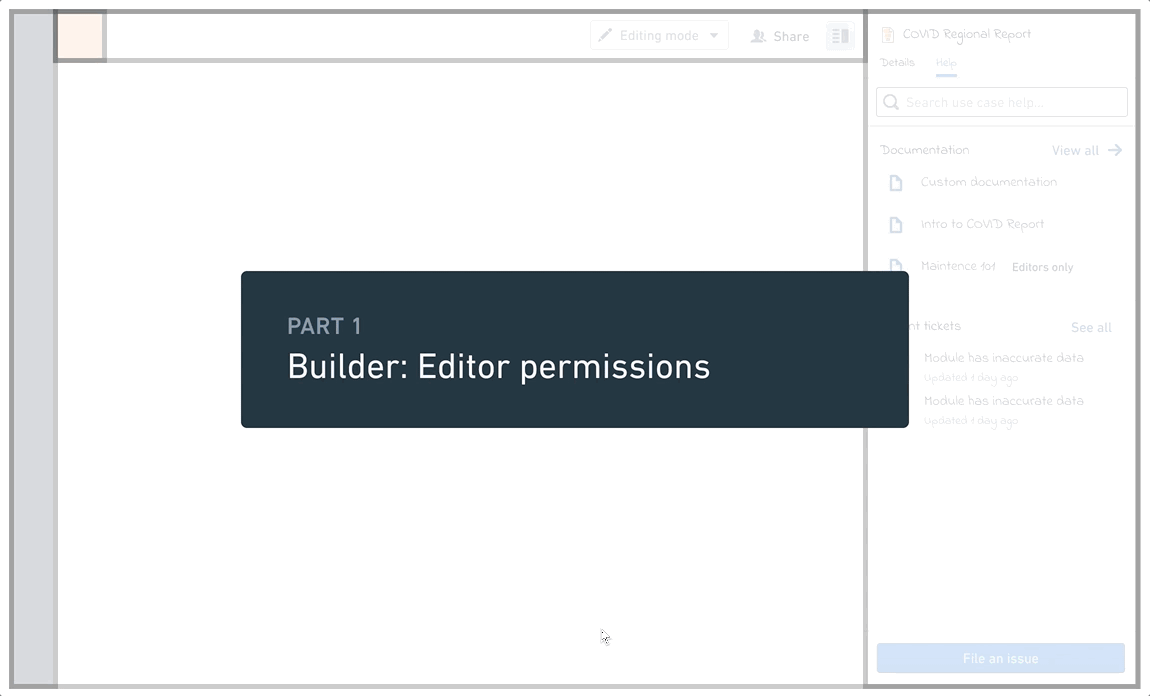 Editing mode
Share
COVID Regional Report
Details
Help
Search use case help...
Documentation
View all
Custom documentation
Intro to COVID Report
Maintence for
Editors only
PART 1
Builder: Editor permissions
nt tickets
See all
Module has inaccurate data
Updated 1 day ago
Module has inaccurate data
Updated 1 day ago
File an issue